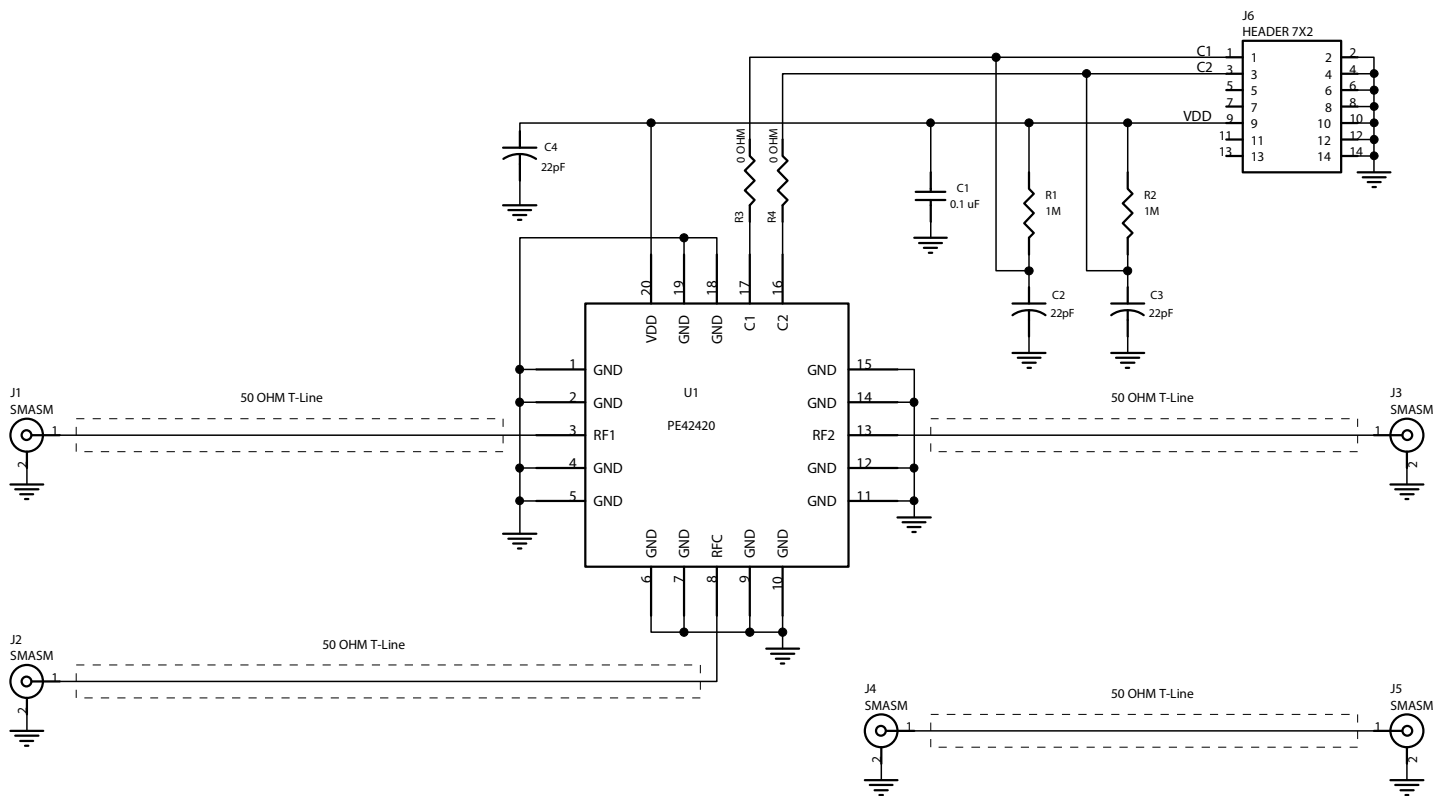 J6
HEADER 7X2
C1 1 1 2 2
C2 3 3 4 4
5 5 6 6
7 7 8 8
VDD 9 9 10 10
11 11 12 12
13 13 14 14
C4
22pF
0 OHM
R3
0 OHM
R4
C1
0.1 uF
R1
1M
R2
1M
C2
22pF
C3
22pF
20 19 18 17 16
VDD GND GND C1 C2
1 GND GND 15
2 GND GND 14
3 RF1 RF2 13
4 GND GND 12
5 GND GND 11
U1
PE42420
GND GND RFC GND GND
6 7 8 9 10
J1
SMASM
1
2
50 OHM T-Line
50 OHM T-Line
J3
SMASM
1
2
J2
SMASM
1
2
50 OHM T-Line
J4
SMASM
1
2
50 OHM T-Line
J5
SMASM
1
2